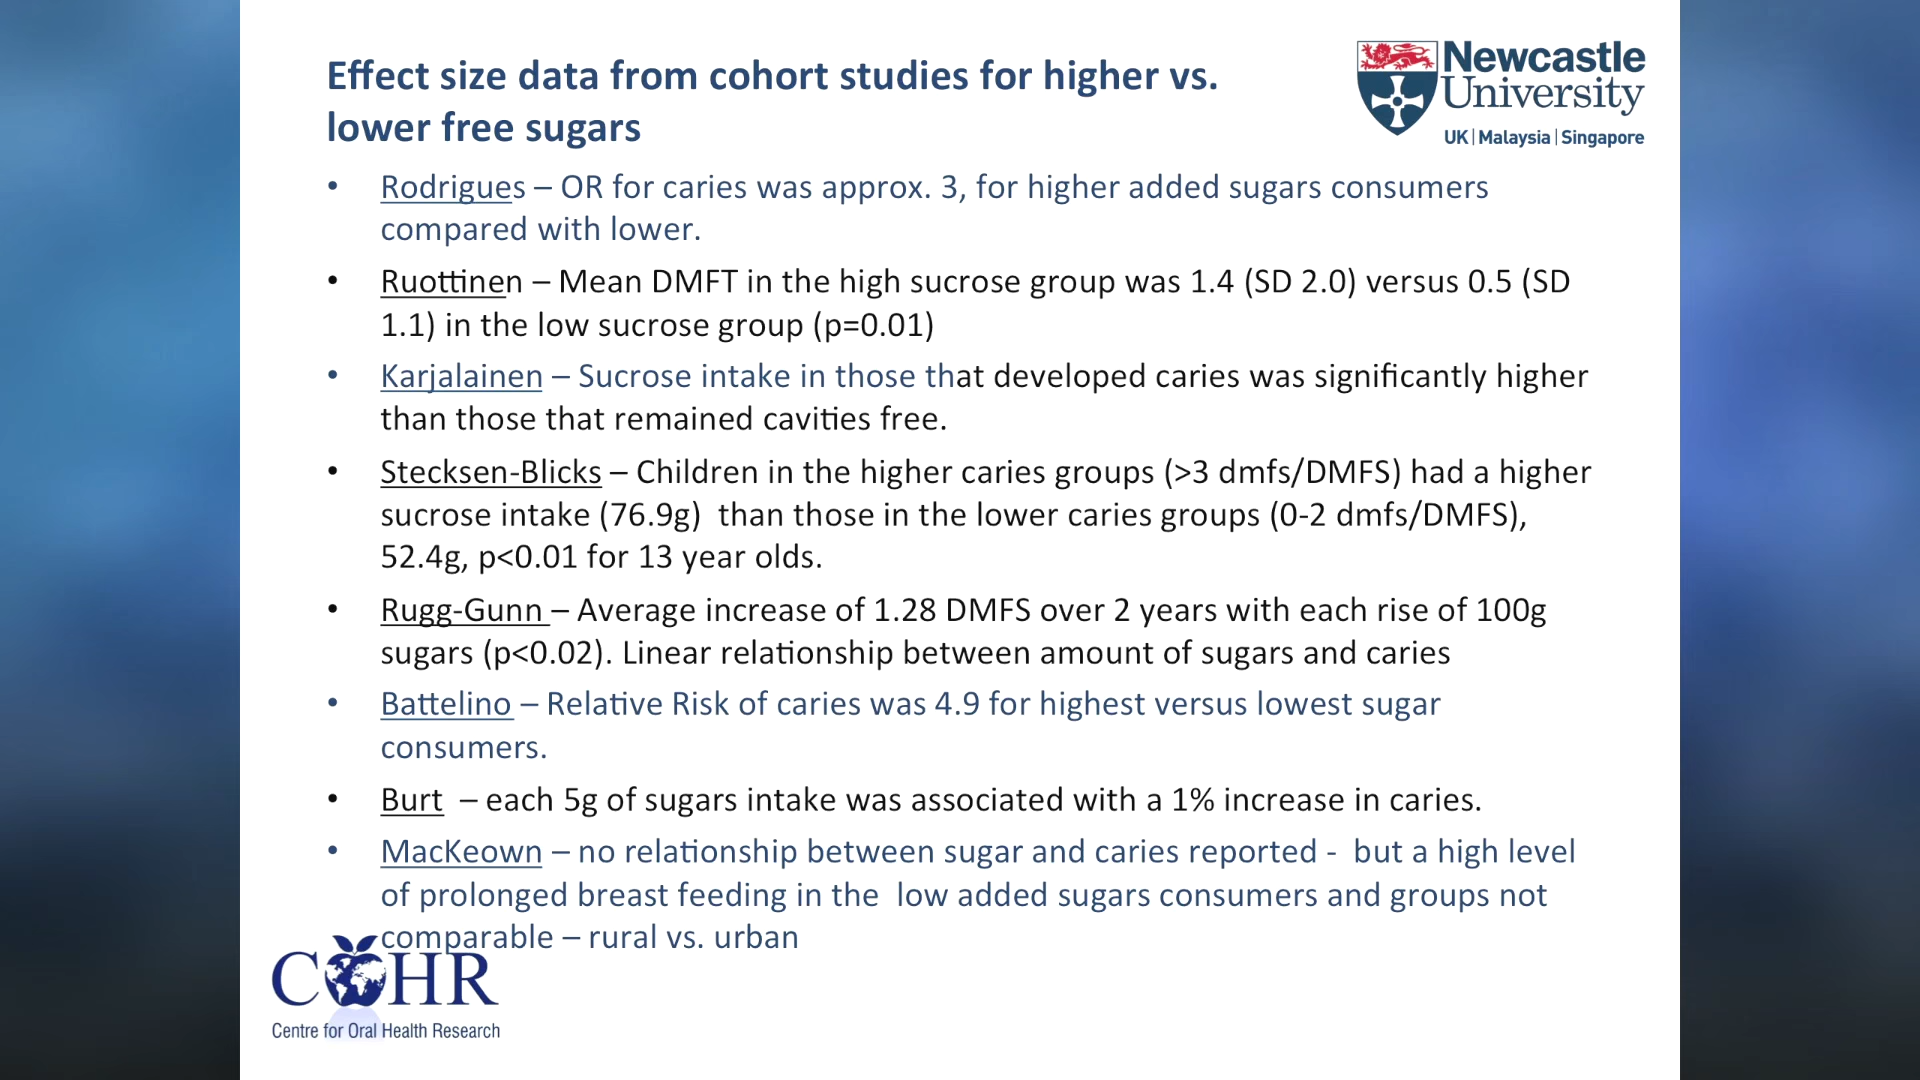 Effect size data from cohort studies for higher vs.
lower free sugars
Newcastle
University
UK | Malaysia | Singapore
• Rodrigues – OR for caries was approx. 3, for higher added sugars consumers
compared with lower.
• Ruottinen – Mean DMFT in the high sucrose group was 1.4 (SD 2.0) versus 0.5 (SD
1.1) in the low sucrose group (p=0.01)
• Karjalainen – Sucrose intake in those that developed caries was significantly higher
than those that remained cavities free.
• Stecksen-Blicks – Children in the higher caries groups (>3 dmfs/DMFS) had a higher
sucrose intake (76.9g)  than those in the lower caries groups (0-2 dmfs/DMFS),
52.4g, p<0.01 for 13 year olds.
• Rugg-Gunn – Average increase of 1.28 DMFS over 2 years with each rise of 100g
sugars (p<0.02). Linear relationship between amount of sugars and caries
• Battelino – Relative Risk of caries was 4.9 for highest versus lowest sugar
consumers.
• Burt  – each 5g of sugars intake was associated with a 1% increase in caries.
• MacKeown – no relationship between sugar and caries reported -  but a high level
of prolonged breast feeding in the  low added sugars consumers and groups not
comparable – rural vs. urban
COHR
Centre for Oral Health Research